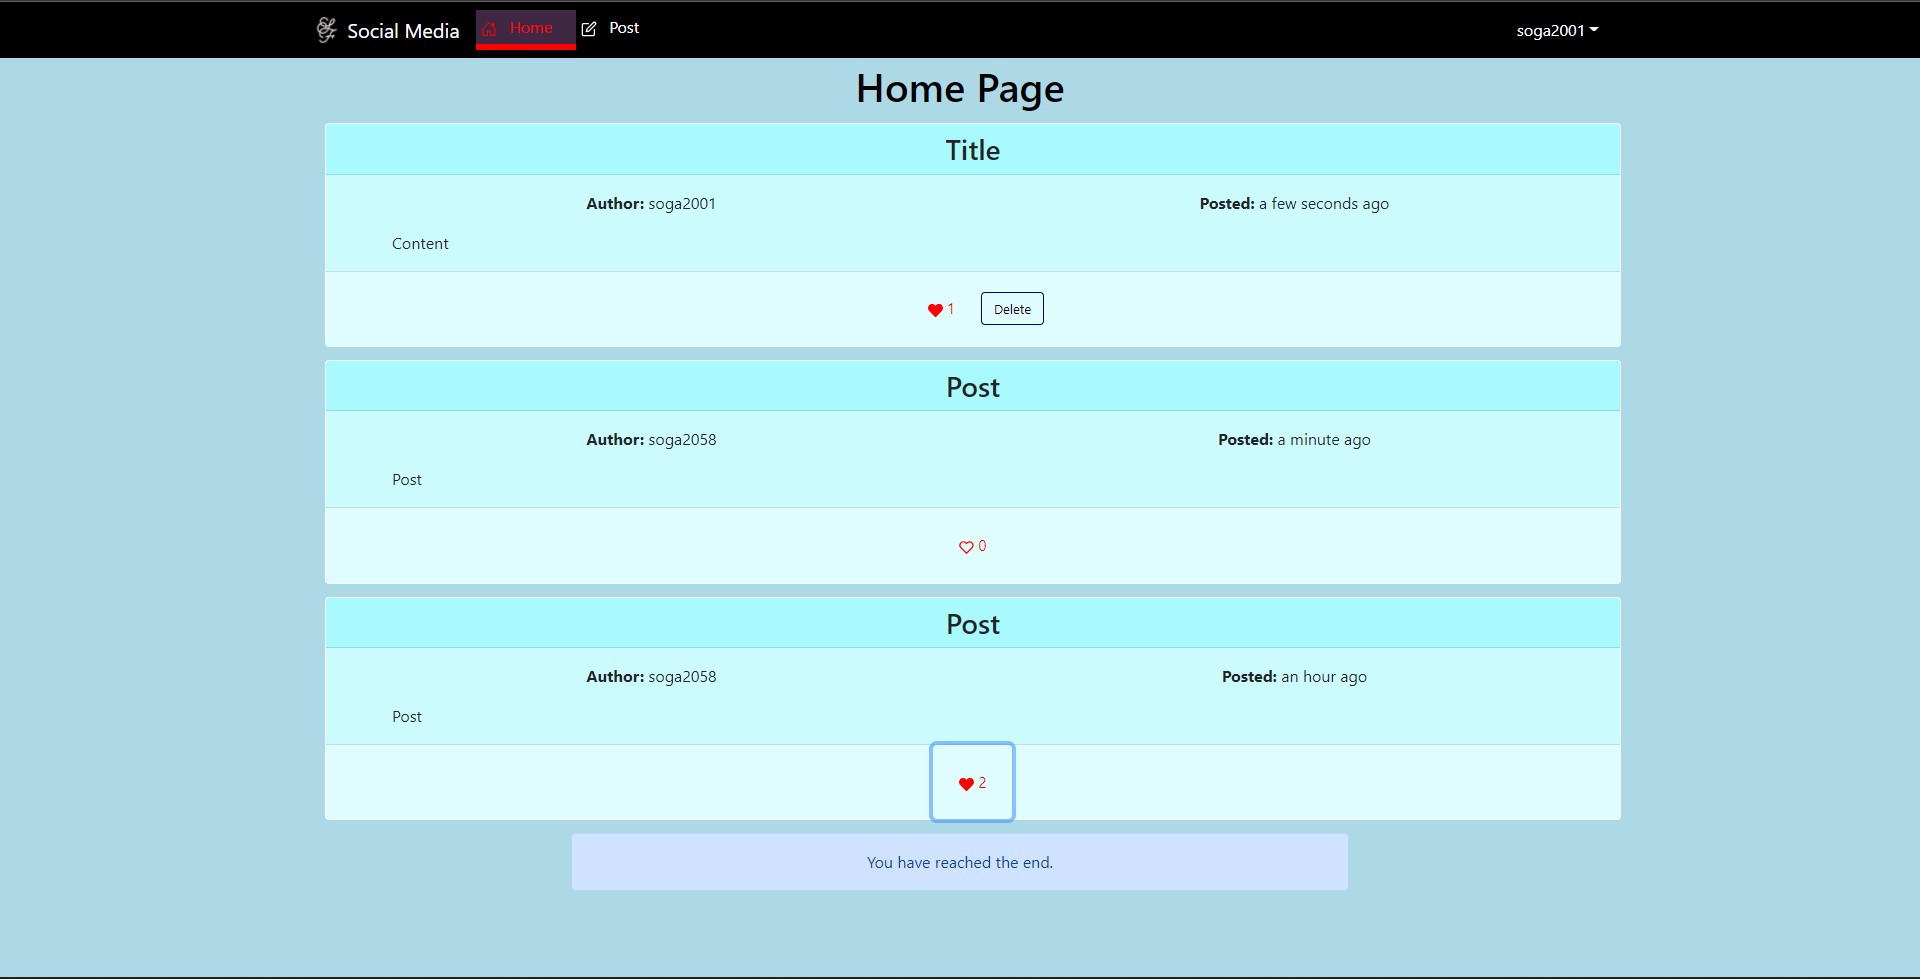 Social Media Home Post soga2001
Home Page
Title
Author: soga2001 Posted: a few seconds ago
Content
1 Delete
Post
Author: soga2058 Posted: a minute ago
Post
0
Post
Author: soga2058 Posted: an hour ago
Post
2
You have reached the end.